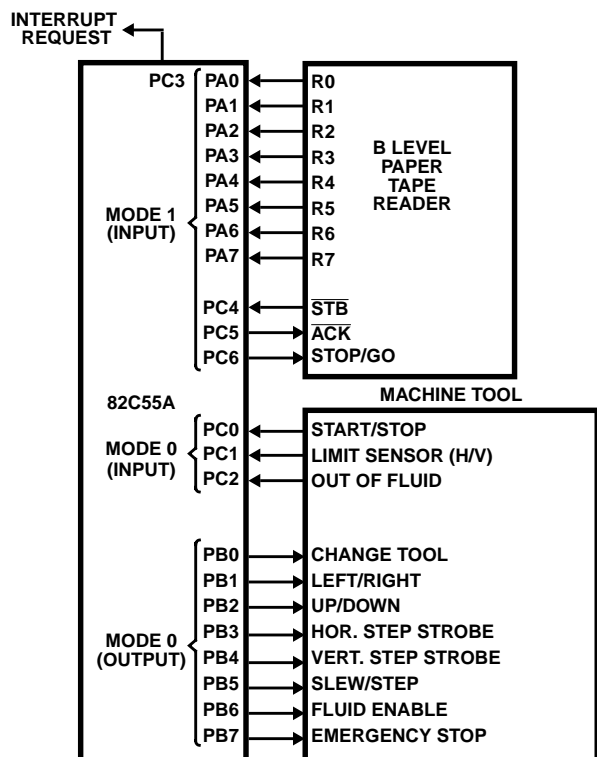 INTERRUPT
REQUEST
PC3 PA0 R0
PA1 R1
PA2 R2
PA3 R3
PA4 R4
PA5 R5
PA6 R6
PA7 R7
B LEVEL
PAPER
TAPE
READER
MODE 1
(INPUT)
PC4 STB
PC5 ACK
PC6 STOP/GO
MACHINE TOOL
82C55A
MODE 0
(INPUT)
PC0 START/STOP
PC1 LIMIT SENSOR (H/V)
PC2 OUT OF FLUID
MODE 0
(OUTPUT)
PB0 CHANGE TOOL
PB1 LEFT/RIGHT
PB2 UP/DOWN
PB3 HOR. STEP STROBE
PB4 VERT. STEP STROBE
PB5 SLEW/STEP
PB6 FLUID ENABLE
PB7 EMERGENCY STOP